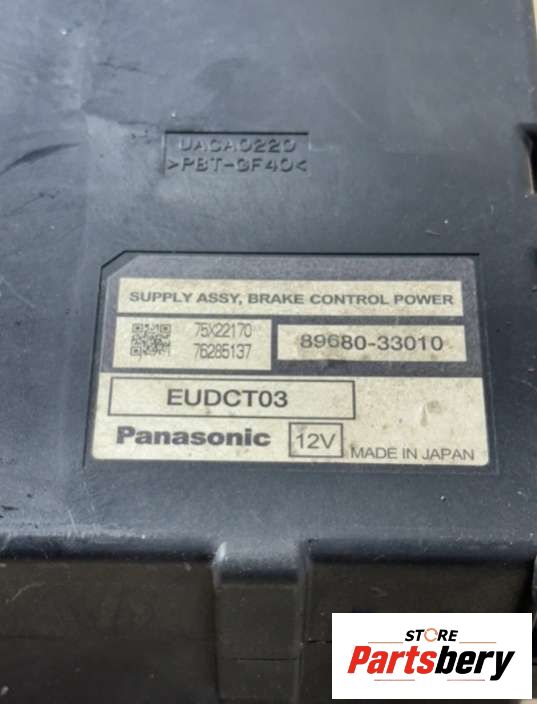 UACA0220
>PBT-GF40<
SUPPLY ASSY, BRAKE CONTROL POWER
75X22170
76285137
89680-33010
EUDCT03
Panasonic
12V
MADE IN JAPAN
STORE
Partsbery